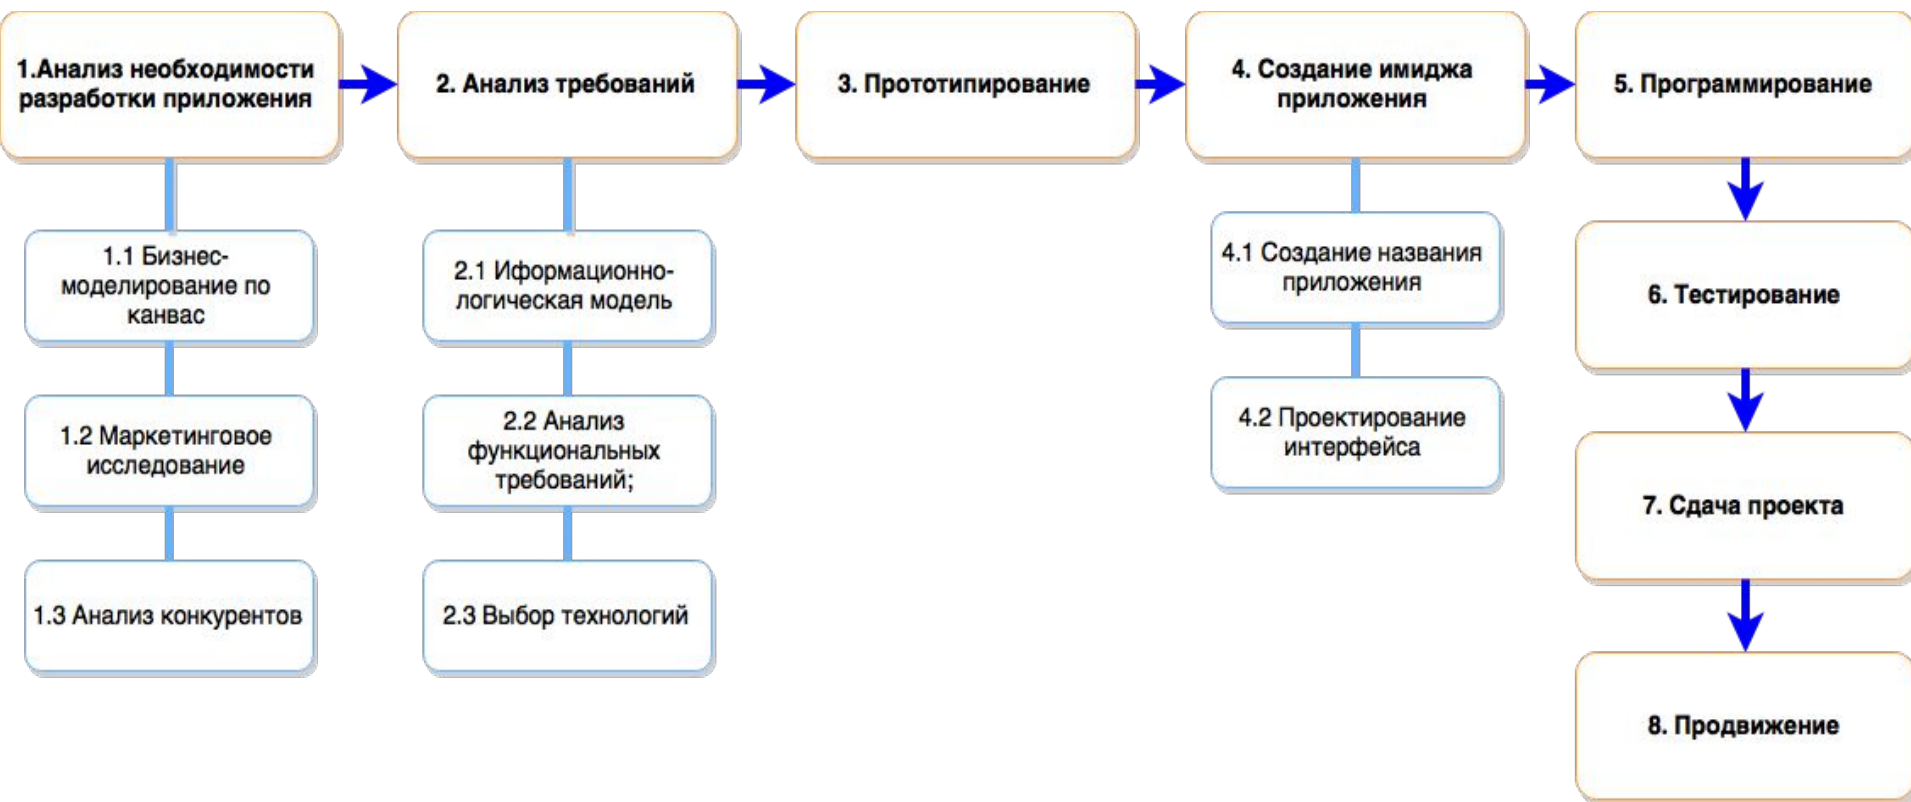 1.Анализ необходимости
разработки приложения
2. Анализ требований
3. Прототипирование
4. Создание имиджа
приложения
5. Программирование
1.1 Бизнес-
моделирование по
канвас
1.2 Маркетинговое
исследование
1.3 Анализ конкурентов
2.1 Иформационно-
логическая модель
2.2 Анализ
функциональных
требований;
2.3 Выбор технологий
4.1 Создание названия
приложения
4.2 Проектирование
интерфейса
6. Тестирование
7. Сдача проекта
8. Продвижение